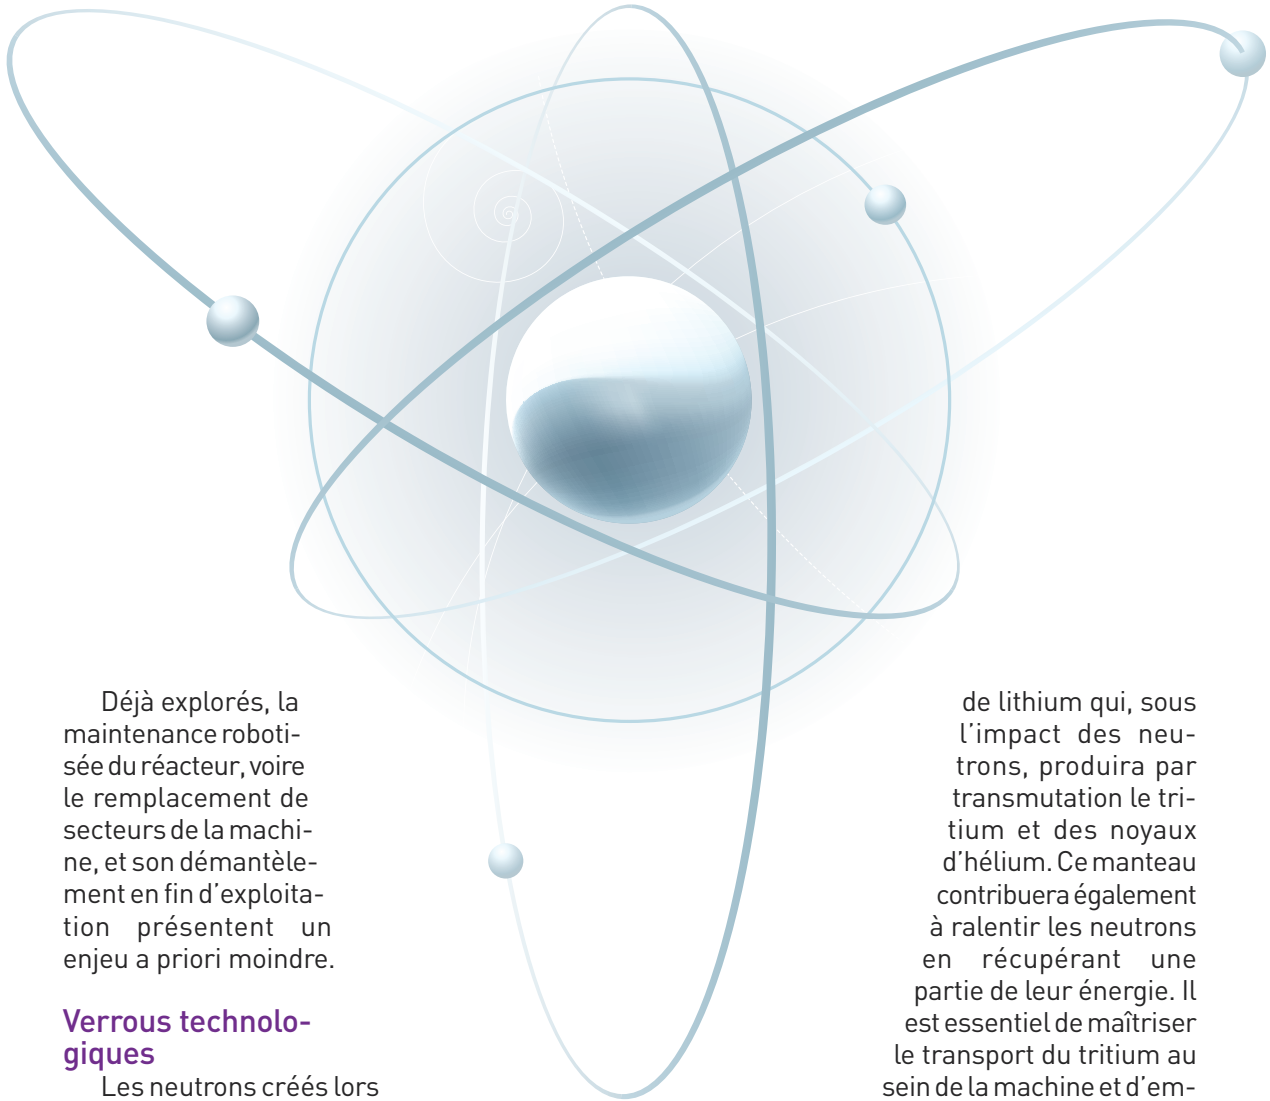 Déjà explorés, la
maintenance roboti-
sée du réacteur, voire
le remplacement de
secteurs de la machi-
ne, et son démantèle-
ment en fin d'exploita-
tion présentent un
enjeu a priori moindre.
Verrous technolo-
giques
Les neutrons créés lors
de lithium qui, sous
l'impact des neu-
trons, produira par
transmutation le tri-
tium et des noyaux
d'hélium. Ce manteau
contribuera également
à ralentir les neutrons
en récupérant une
partie de leur énergie. Il
est essentiel de maîtriser
le transport du tritium au
sein de la machine et d'em-